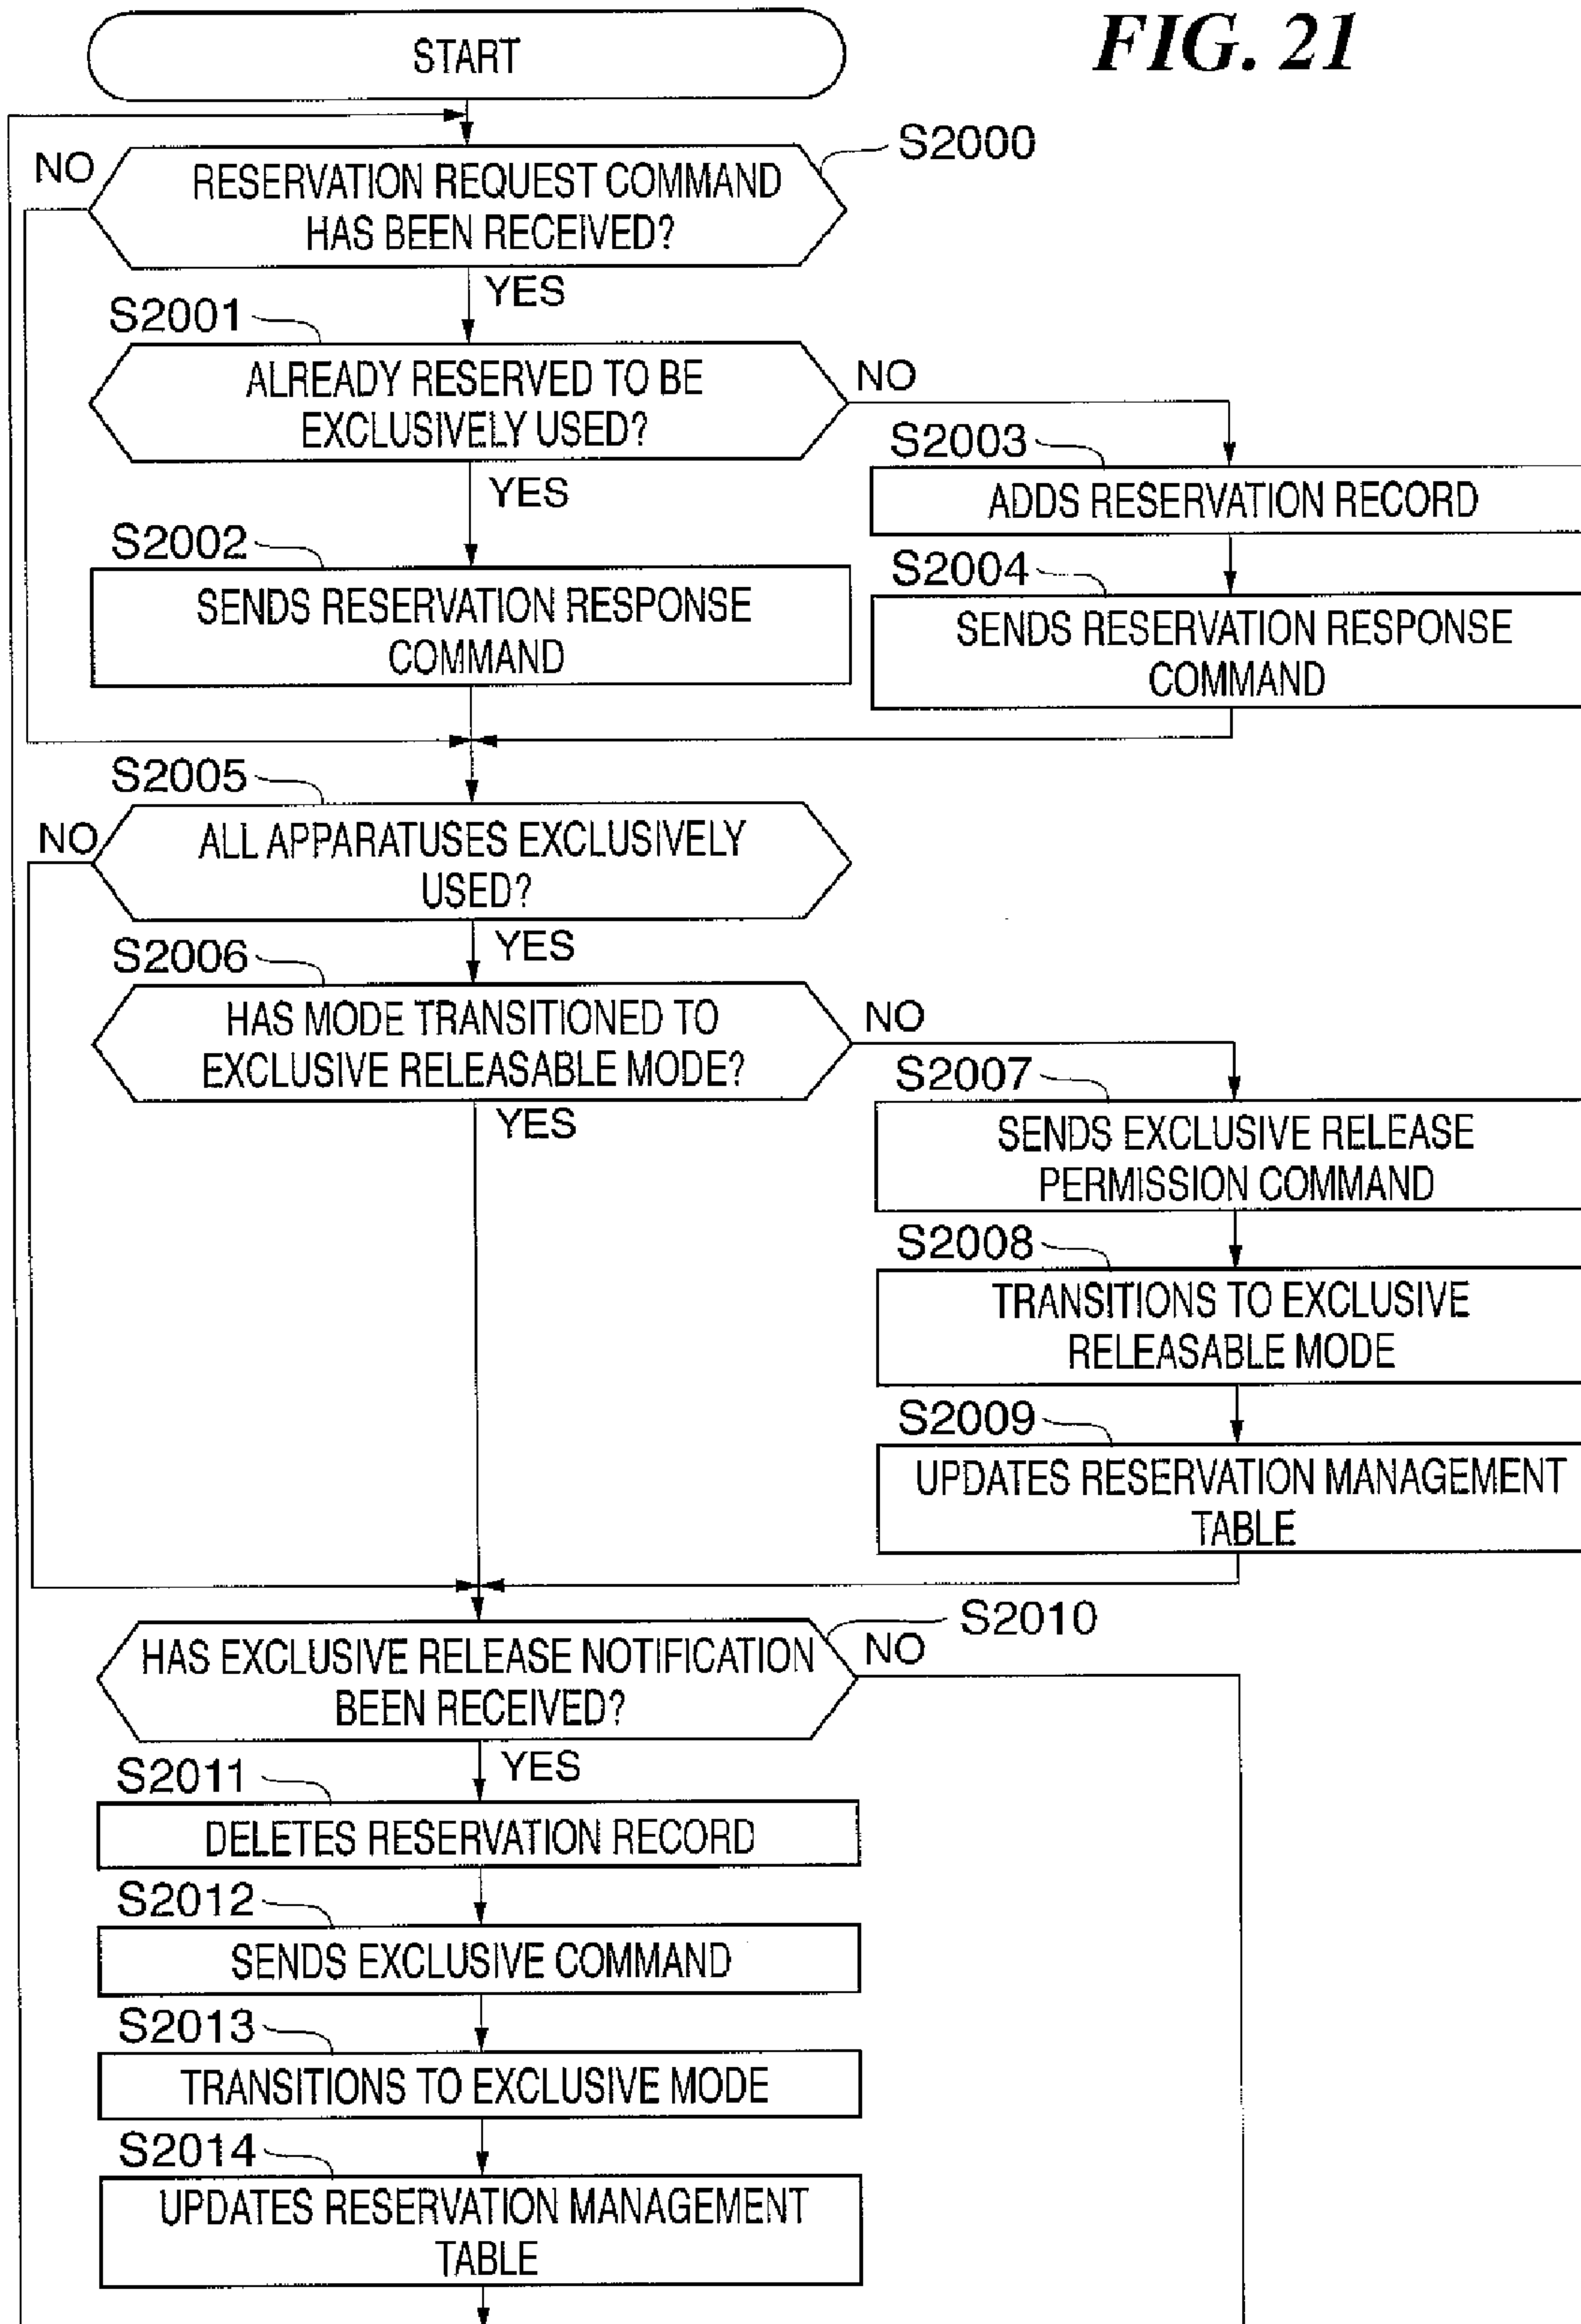 FIG. 21
START
S2000
NO
RESERVATION REQUEST COMMAND
HAS BEEN RECEIVED?
YES
S2001
ALREADY RESERVED TO BE
EXCLUSIVELY USED?
NO
YES
S2003
ADDS RESERVATION RECORD
S2002
SENDS RESERVATION RESPONSE
COMMAND
S2004
SENDS RESERVATION RESPONSE
COMMAND
S2005
NO
ALL APPARATUSES EXCLUSIVELY
USED?
YES
S2006
HAS MODE TRANSITIONED TO
EXCLUSIVE RELEASABLE MODE?
NO
YES
S2007
SENDS EXCLUSIVE RELEASE
PERMISSION COMMAND
S2008
TRANSITIONS TO EXCLUSIVE
RELEASABLE MODE
S2009
UPDATES RESERVATION MANAGEMENT
TABLE
S2010
HAS EXCLUSIVE RELEASE NOTIFICATION
BEEN RECEIVED?
NO
YES
S2011
DELETES RESERVATION RECORD
S2012
SENDS EXCLUSIVE COMMAND
S2013
TRANSITIONS TO EXCLUSIVE MODE
S2014
UPDATES RESERVATION MANAGEMENT
TABLE